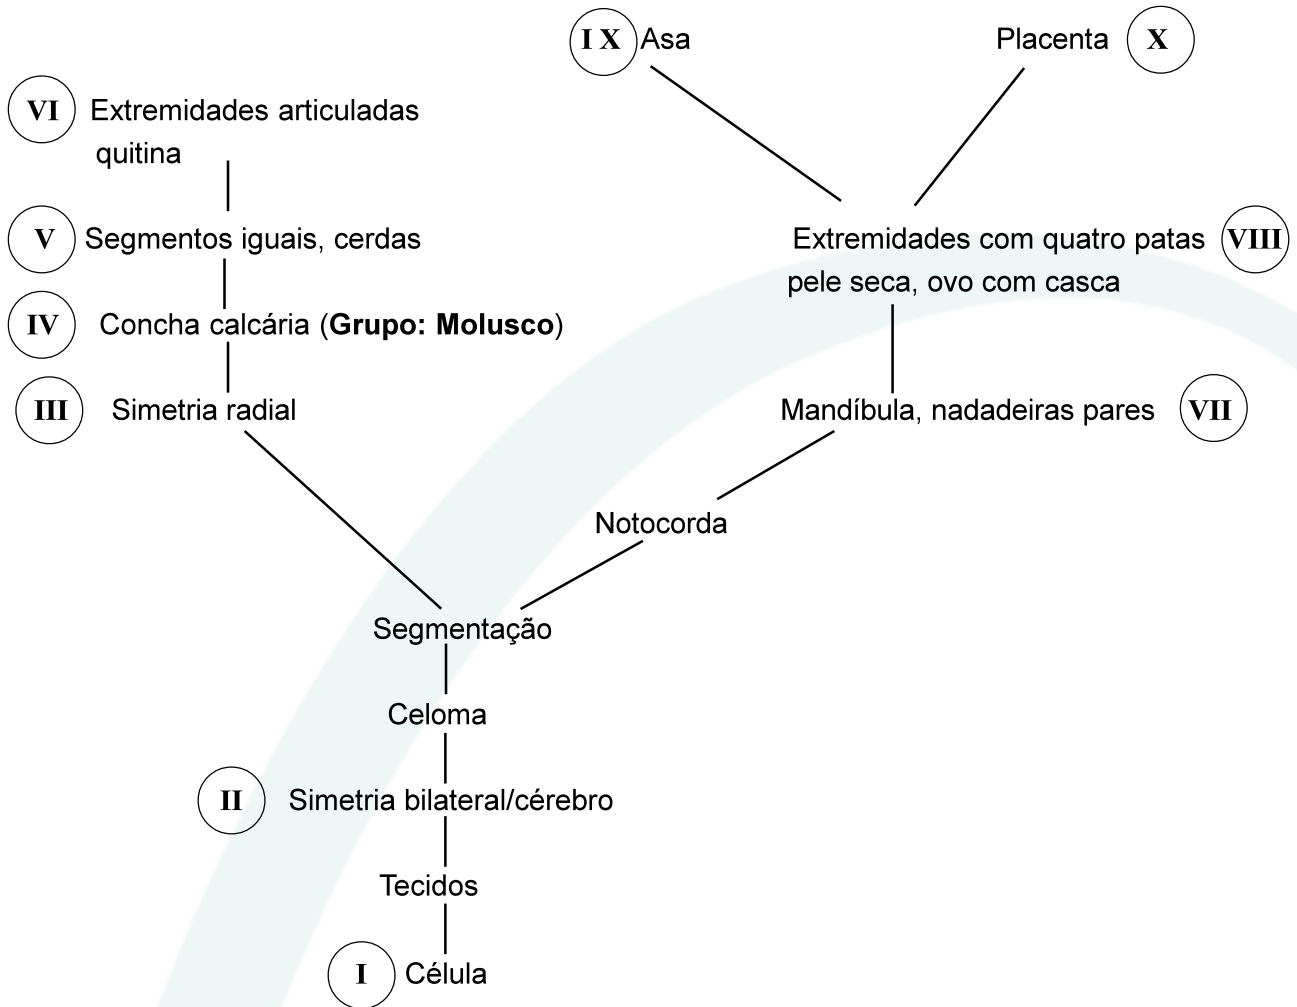 I X Asa
Placenta X
VI Extremidades articuladas
quitina
V Segmentos iguais, cerdas
Extremidades com quatro patas VIII
pele seca, ovo com casca
IV Concha calcária (Grupo: Molusco)
III Simetria radial
Mandíbula, nadadeiras pares VII
Notocorda
Segmentação
Celoma
II Simetria bilateral/cérebro
Tecidos
I Célula